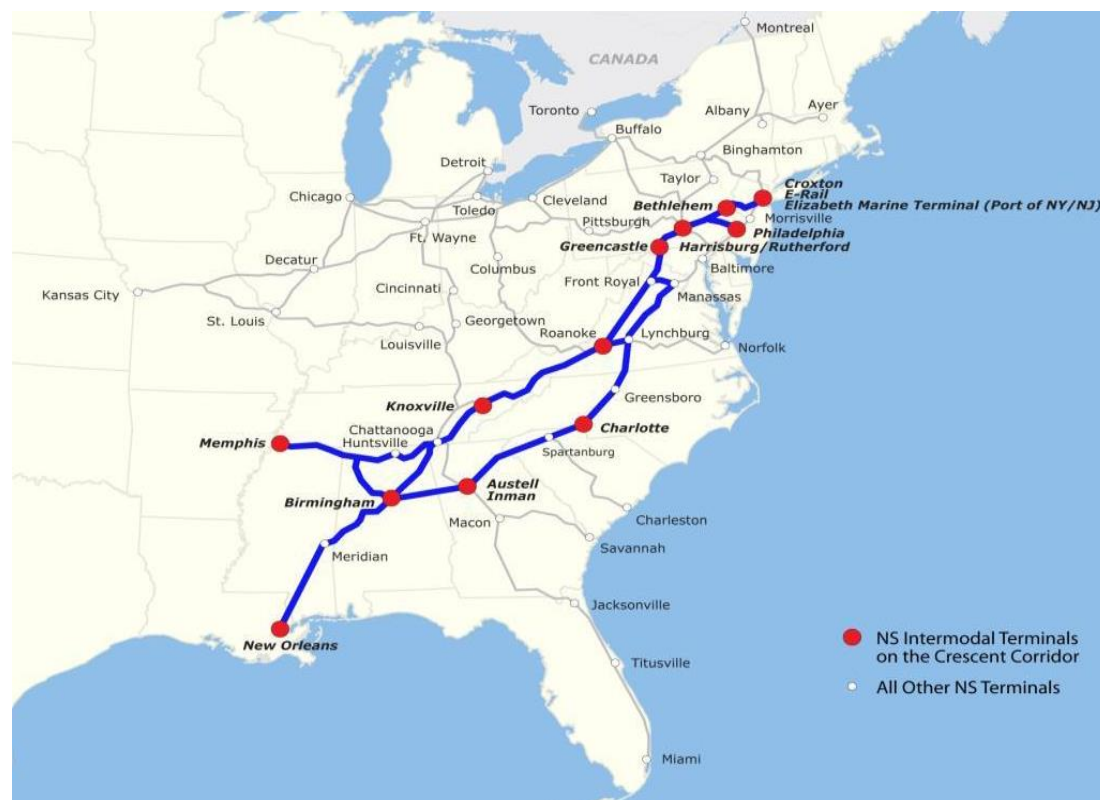 Montreal
CANADA
Toronto
Albany
Ayer
Buffalo
Binghamton
Detroit
Taylor
Chicago
Toledo
Cleveland
Croxton
E-Rail
Elizabeth Marine Terminal (Port of NY/NJ)
Bethlehem
Morrisville
Pittsburgh
Philadelphia
Ft. Wayne
Greencastle
Harrisburg/Rutherford
Decatur
Columbus
Baltimore
Kansas City
Cincinnati
Front Royal
Manassas
St. Louis
Georgetown
Roanoke
Lynchburg
Louisville
Norfolk
Greensboro
Knoxville
Chattanooga
Charlotte
Memphis
Huntsville
Spartanburg
Austell
Inman
Birmingham
Macon
Charleston
Savannah
Meridian
Jacksonville
New Orleans
NS Intermodal Terminals
on the Crescent Corridor
Titusville
All Other NS Terminals
Miami